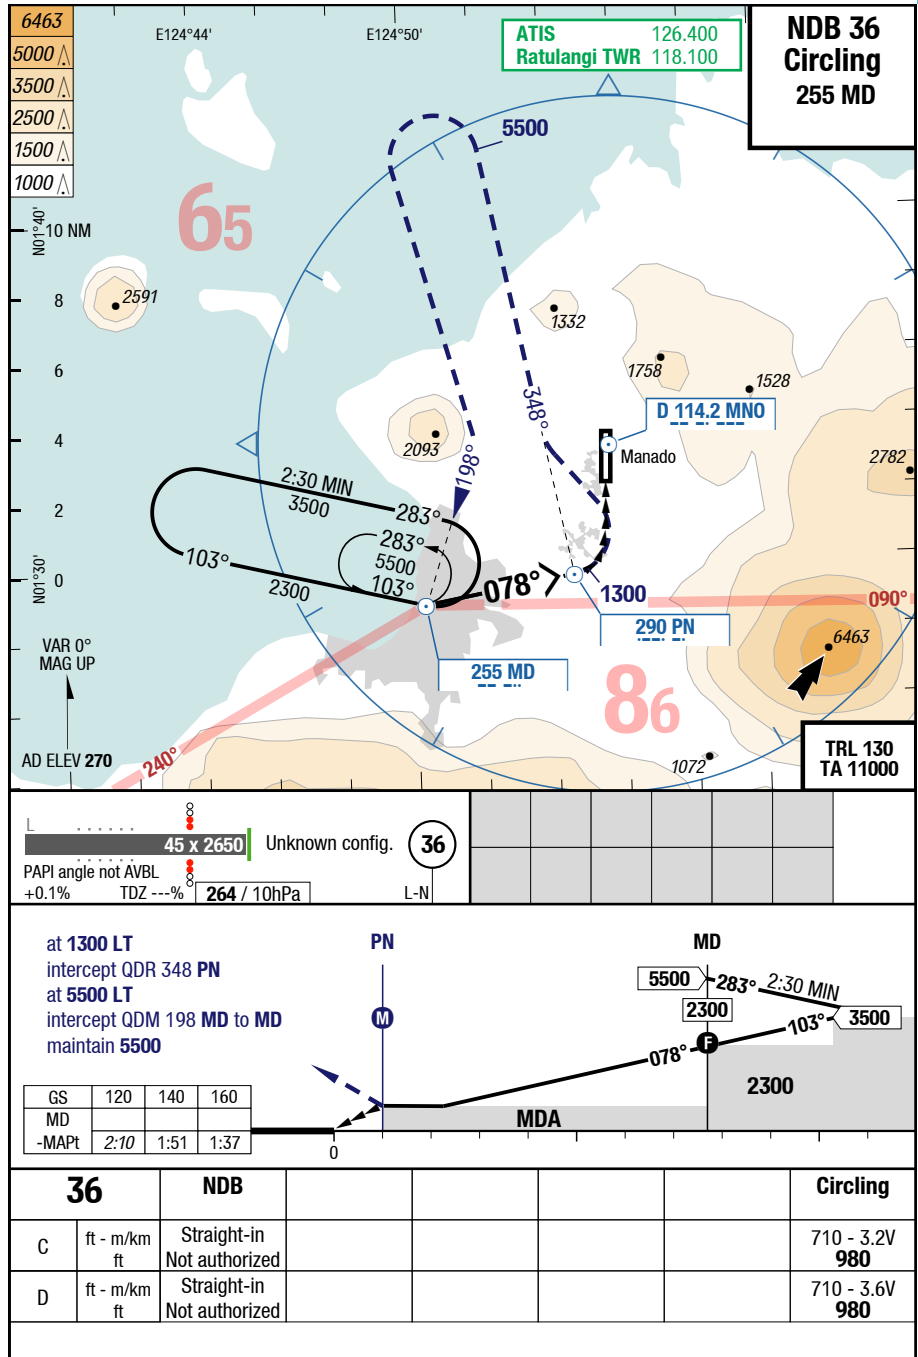 6463
5000
3500
2500
1500
1000
E124°44'
E124°50'
ATIS 126.400
Ratulangi TWR 118.100
NDB 36
Circling
255 MD
5500
65
N01°40'
10 NM
2591
8
1332
6
1758
1528
348°
D 114.2 MNO
4
2093
Manado
198°
2782
2:30 MIN
3500
2
283°
283°
103°
5500
103°
N01°30'
0
2300
078°
1300
090°
290 PN
6463
VAR 0°
MAG UP
255 MD
86
AD ELEV 270
240°
1072
TRL 130
TA 11000
L
45 x 2650
Unknown config.
36
PAPI angle not AVBL
+0.1% TDZ ---% 264 / 10hPa
L-N
at 1300 LT
intercept QDR 348 PN
at 5500 LT
intercept QDM 198 MD to MD
maintain 5500
PN
MD
5500
283°
2:30 MIN
M
2300
3500
103°
F
078°
2300
MDA
GS 120 140 160
MD
-MAPt 2:10 1:51 1:37
0
36 NDB Circling
C ft - m/km Straight-in 710 - 3.2V
ft Not authorized 980
D ft - m/km Straight-in 710 - 3.6V
ft Not authorized 980